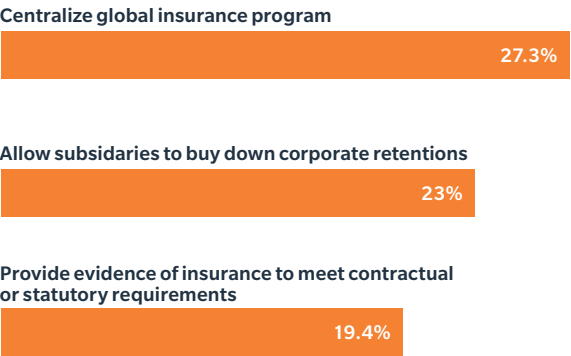 Centralize global insurance program
27.3%
Allow subsidaries to buy down corporate retentions
23%
Provide evidence of insurance to meet contractual
or statutory requirements
19.4%